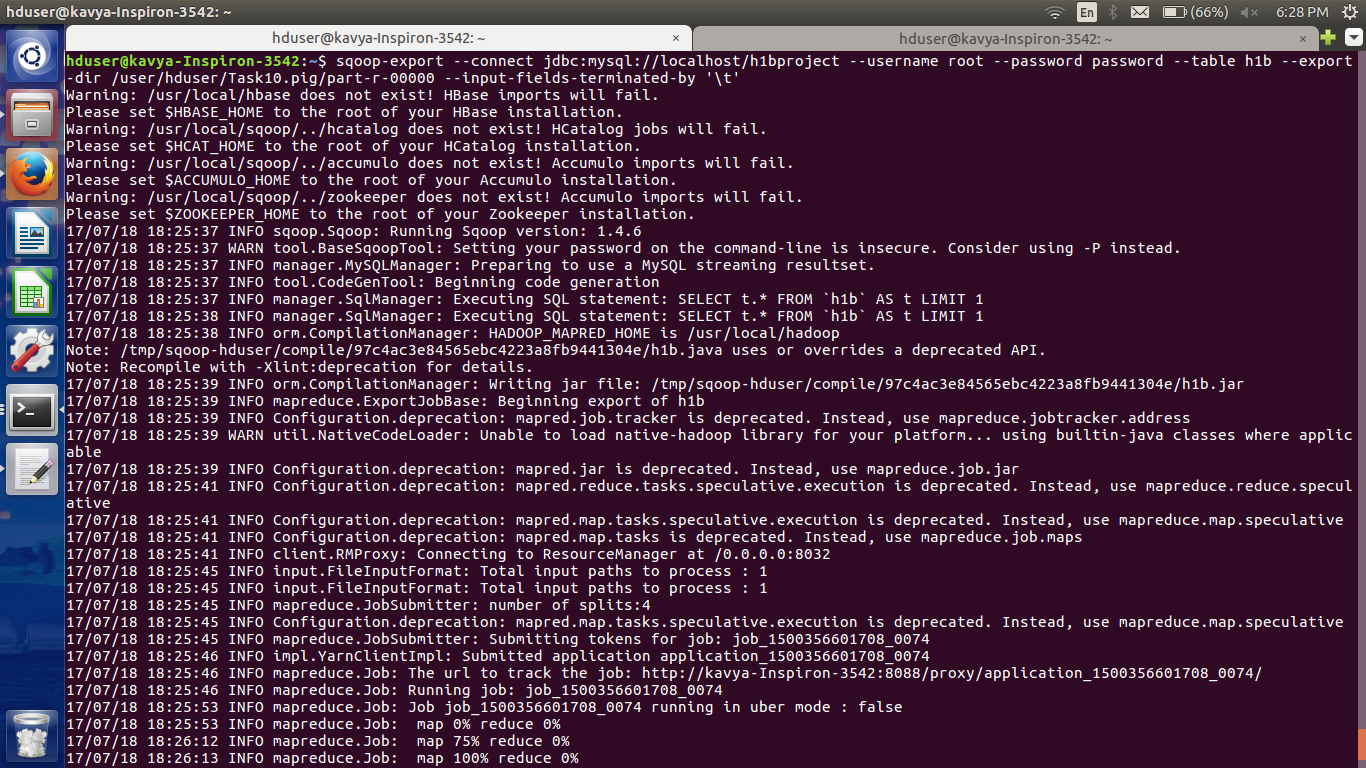 hduser@kavya-Inspiron-3542: ~
En
(66%)
6:28 PM
hduser@kavya-Inspiron-3542: ~ ×
hduser@kavya-Inspiron-3542: ~ ×
hduser@kavya-Inspiron-3542:~$ sqoop-export --connect jdbc:mysql://localhost/h1bproject --username root --password password --table h1b --export
-dir /user/hduser/Task10.pig/part-r-00000 --input-fields-terminated-by '\t'
Warning: /usr/local/hbase does not exist! HBase imports will fail.
Please set $HBASE_HOME to the root of your HBase installation.
Warning: /usr/local/sqoop/../hcatalog does not exist! HCatalog jobs will fail.
Please set $HCAT_HOME to the root of your HCatalog installation.
Warning: /usr/local/sqoop/../accumulo does not exist! Accumulo imports will fail.
Please set $ACCUMULO_HOME to the root of your Accumulo installation.
Warning: /usr/local/sqoop/../zookeeper does not exist! Accumulo imports will fail.
Please set $ZOOKEEPER_HOME to the root of your Zookeeper installation.
17/07/18 18:25:37 INFO sqoop.Sqoop: Running Sqoop version: 1.4.6
17/07/18 18:25:37 WARN tool.BaseSqoopTool: Setting your password on the command-line is insecure. Consider using -P instead.
17/07/18 18:25:37 INFO manager.MySQLManager: Preparing to use a MySQL streaming resultset.
17/07/18 18:25:37 INFO tool.CodeGenTool: Beginning code generation
17/07/18 18:25:37 INFO manager.SqlManager: Executing SQL statement: SELECT t.* FROM `h1b` AS t LIMIT 1
17/07/18 18:25:38 INFO manager.SqlManager: Executing SQL statement: SELECT t.* FROM `h1b` AS t LIMIT 1
17/07/18 18:25:38 INFO orm.CompilationManager: HADOOP_MAPRED_HOME is /usr/local/hadoop
Note: /tmp/sqoop-hduser/compile/97c4ac3e84565ebc4223a8fb9441304e/h1b.java uses or overrides a deprecated API.
Note: Recompile with -Xlint:deprecation for details.
17/07/18 18:25:39 INFO orm.CompilationManager: Writing jar file: /tmp/sqoop-hduser/compile/97c4ac3e84565ebc4223a8fb9441304e/h1b.jar
17/07/18 18:25:39 INFO mapreduce.ExportJobBase: Beginning export of h1b
17/07/18 18:25:39 INFO Configuration.deprecation: mapred.job.tracker is deprecated. Instead, use mapreduce.jobtracker.address
17/07/18 18:25:39 WARN util.NativeCodeLoader: Unable to load native-hadoop library for your platform... using builtin-java classes where applic
able
17/07/18 18:25:39 INFO Configuration.deprecation: mapred.jar is deprecated. Instead, use mapreduce.job.jar
17/07/18 18:25:41 INFO Configuration.deprecation: mapred.reduce.tasks.speculative.execution is deprecated. Instead, use mapreduce.reduce.specul
ative
17/07/18 18:25:41 INFO Configuration.deprecation: mapred.map.tasks.speculative.execution is deprecated. Instead, use mapreduce.map.speculative
17/07/18 18:25:41 INFO Configuration.deprecation: mapred.map.tasks is deprecated. Instead, use mapreduce.job.maps
17/07/18 18:25:41 INFO client.RMProxy: Connecting to ResourceManager at /0.0.0.0:8032
17/07/18 18:25:45 INFO input.FileInputFormat: Total input paths to process : 1
17/07/18 18:25:45 INFO input.FileInputFormat: Total input paths to process : 1
17/07/18 18:25:45 INFO mapreduce.JobSubmitter: number of splits:4
17/07/18 18:25:45 INFO Configuration.deprecation: mapred.map.tasks.speculative.execution is deprecated. Instead, use mapreduce.map.speculative
17/07/18 18:25:45 INFO mapreduce.JobSubmitter: Submitting tokens for job: job_1500356601708_0074
17/07/18 18:25:46 INFO impl.YarnClientImpl: Submitted application application_1500356601708_0074
17/07/18 18:25:46 INFO mapreduce.Job: The url to track the job: http://kavya-Inspiron-3542:8088/proxy/application_1500356601708_0074/
17/07/18 18:25:46 INFO mapreduce.Job: Running job: job_1500356601708_0074
17/07/18 18:25:53 INFO mapreduce.Job: Job job_1500356601708_0074 running in uber mode : false
17/07/18 18:25:53 INFO mapreduce.Job:  map 0% reduce 0%
17/07/18 18:26:12 INFO mapreduce.Job:  map 75% reduce 0%
17/07/18 18:26:13 INFO mapreduce.Job:  map 100% reduce 0%